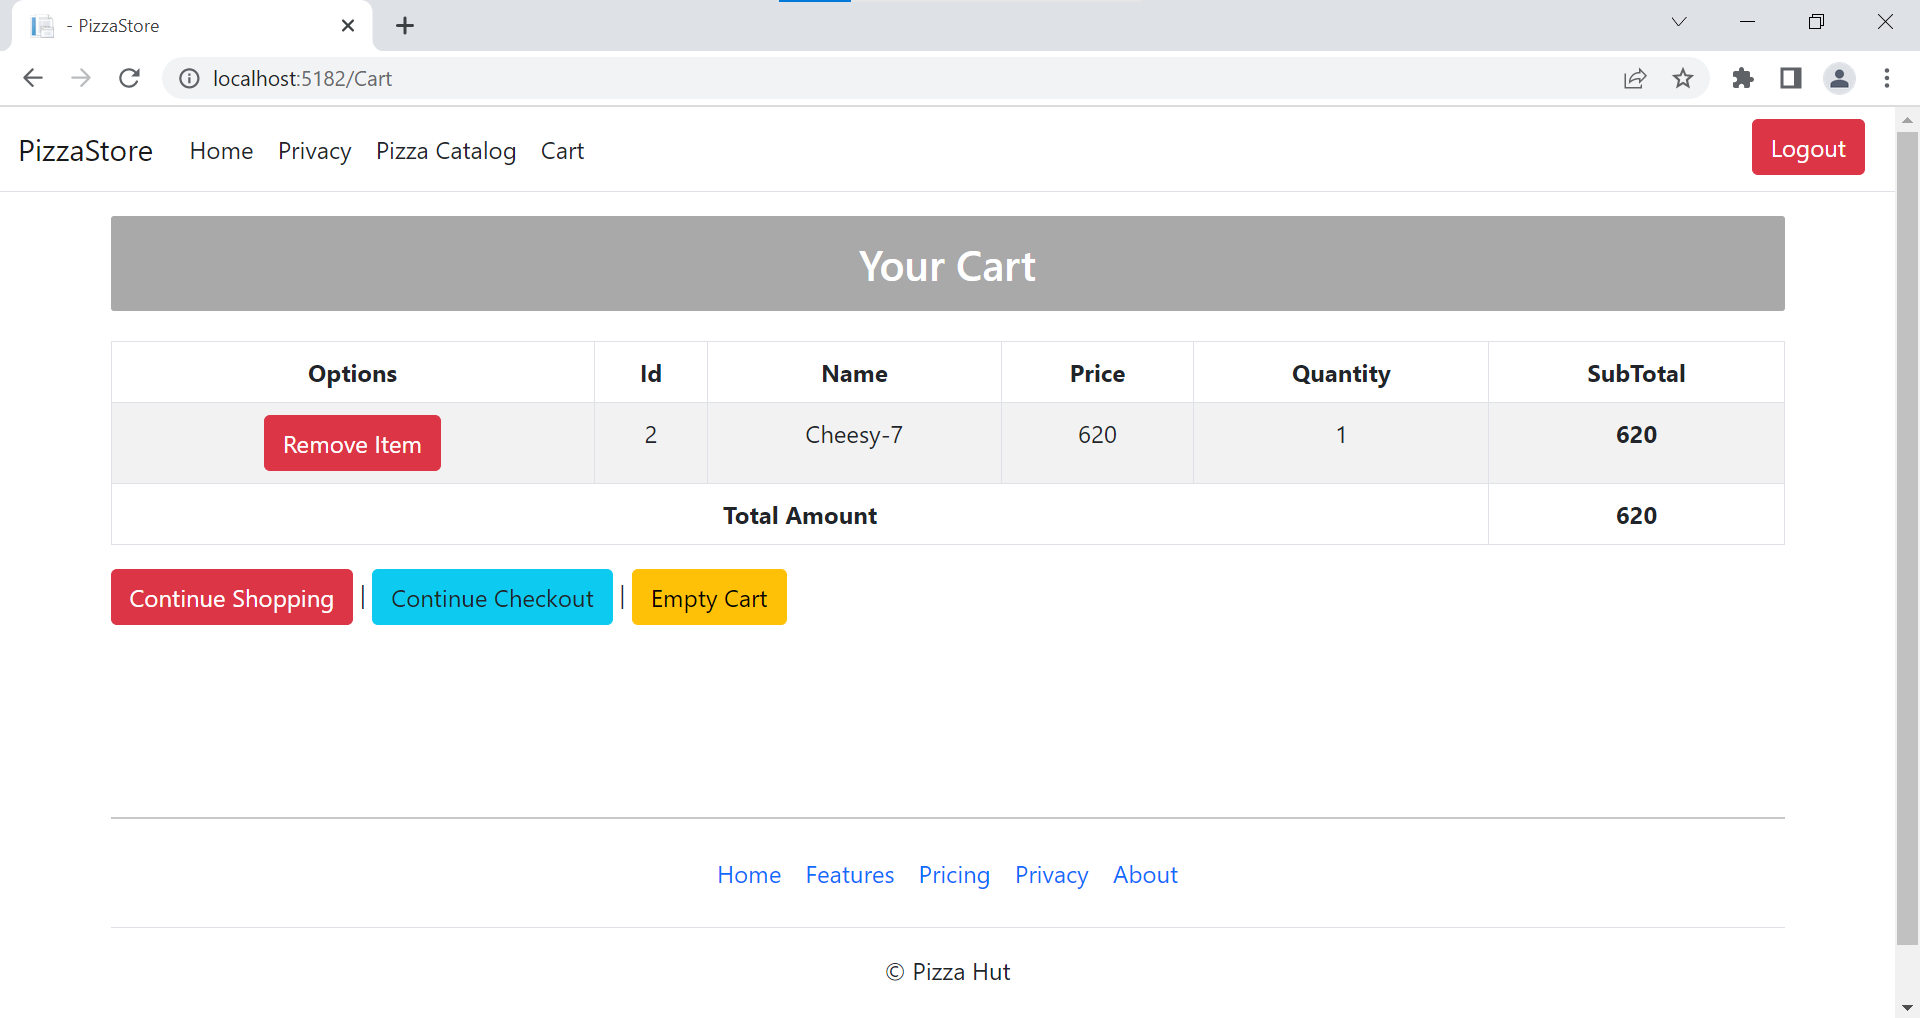 - PizzaStore
localhost:5182/Cart
PizzaStore Home Privacy Pizza Catalog Cart Logout
Your Cart
Options Id Name Price Quantity SubTotal
Remove Item 2 Cheesy-7 620 1 620
Total Amount 620
Continue Shopping | Continue Checkout | Empty Cart
Home Features Pricing Privacy About
© Pizza Hut